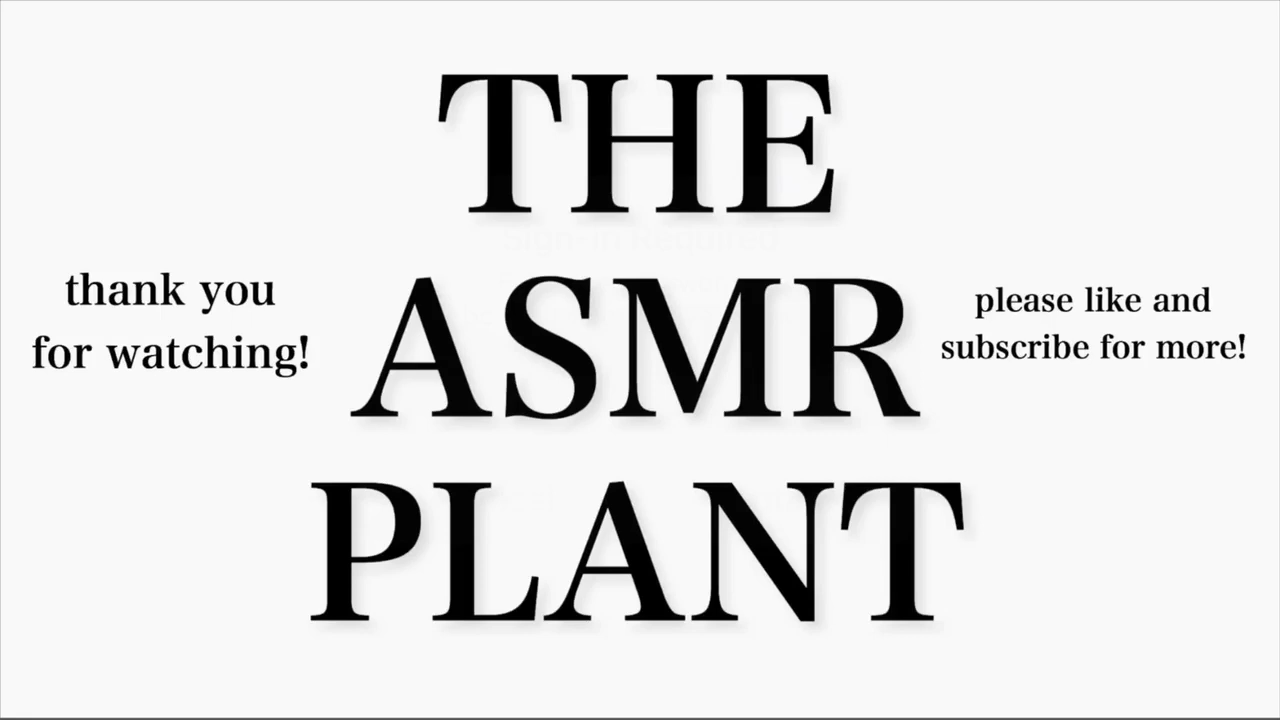 THE
ASMR
PLANT
thank you
for watching!
please like and
subscribe for more!